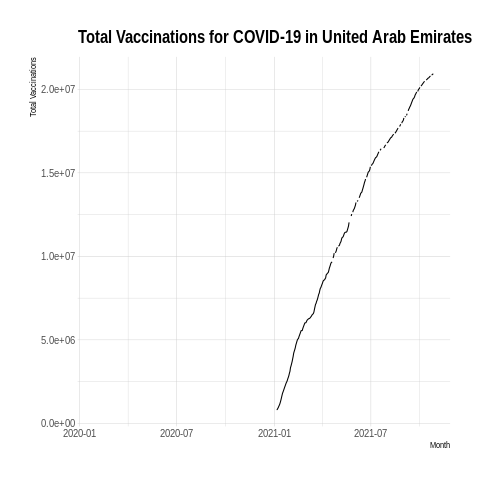 Total Vaccinations for COVID-19 in United Arab Emirates
Total Vaccinations
2.0e+07
1.5e+07
1.0e+07
5.0e+06
0.0e+00
2020-01 2020-07 2021-01 2021-07
Month